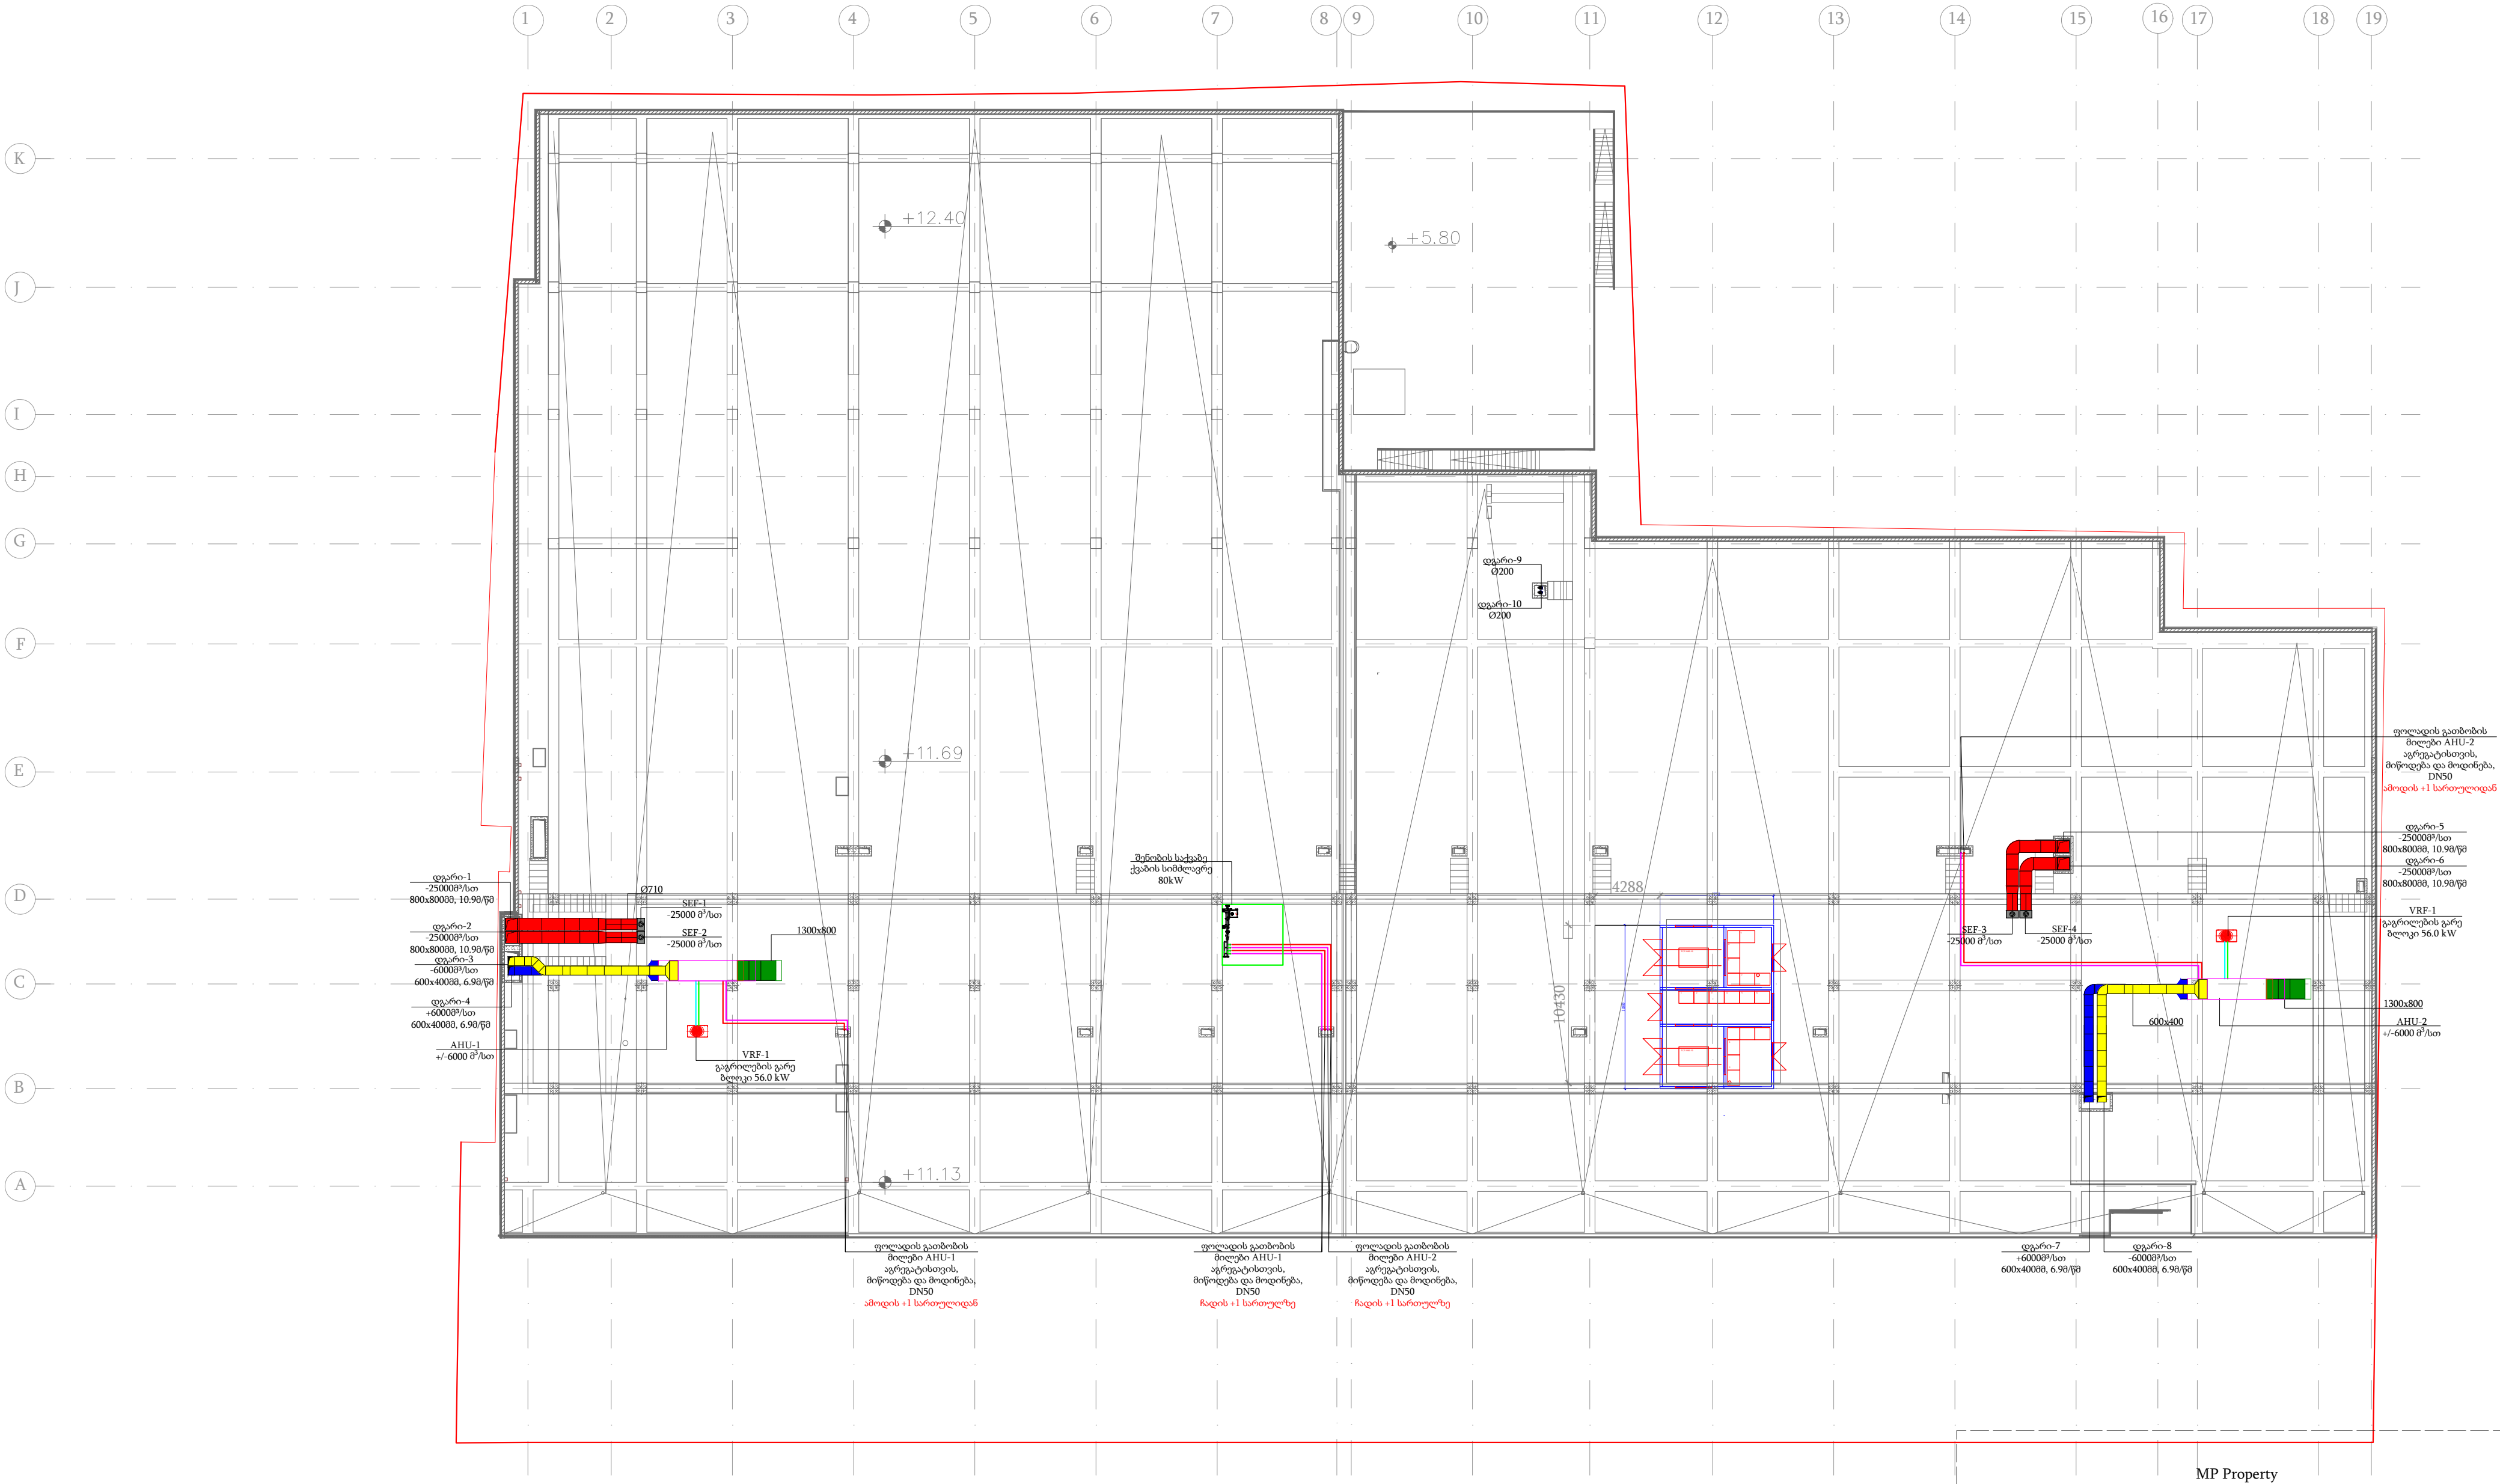 1 2 3 4 5 6 7 8 9 10 11 12 13 14 15 16 17 18 19
K
+12.40
+5.80
J
I
H
G
დგარი-9
Ø200
დგარი-10
Ø200
F
ფოლადის გათბობის
მილები AHU-2
აგრეგატისთვის,
მიწოდება და მოდინება,
DN50
ამოდის +1 სართულიდან
E
+11.69
დგარი-5
-25000მ³/სთ
800x800მმ, 10.9მ/წმ
დგარი-6
-25000მ³/სთ
800x800მმ, 10.9მ/წმ
შენობის საქვაბე
ქვაბის სიმძლავრე
80kW
D
დგარი-1
-25000მ³/სთ
800x800მმ, 10.9მ/წმ
Ø710
SEF-1
-25000 მ³/სთ
4288
დგარი-2
-25000მ³/სთ
800x800მმ, 10.9მ/წმ
SEF-2
-25000 მ³/სთ
1300x800
SEF-3
-25000 მ³/სთ
SEF-4
-25000 მ³/სთ
VRF-1
გაგრილების გარე
ბლოკი 56.0 kW
დგარი-3
-6000მ³/სთ
600x400მმ, 6.9მ/წმ
C
დგარი-4
+6000მ³/სთ
600x400მმ, 6.9მ/წმ
10430
1300x800
600x400
AHU-2
+/-6000 მ³/სთ
AHU-1
+/-6000 მ³/სთ
VRF-1
გაგრილების გარე
ბლოკი 56.0 kW
B
A
+11.13
ფოლადის გათბობის
მილები AHU-1
აგრეგატისთვის,
მიწოდება და მოდინება,
DN50
ამოდის +1 სართულიდან
ფოლადის გათბობის
მილები AHU-1
აგრეგატისთვის,
მიწოდება და მოდინება,
DN50
ჩადის +1 სართულზე
ფოლადის გათბობის
მილები AHU-2
აგრეგატისთვის,
მიწოდება და მოდინება,
DN50
ჩადის +1 სართულზე
დგარი-7
+6000მ³/სთ
600x400მმ, 6.9მ/წმ
დგარი-8
-6000მ³/სთ
600x400მმ, 6.9მ/წმ
MP Property